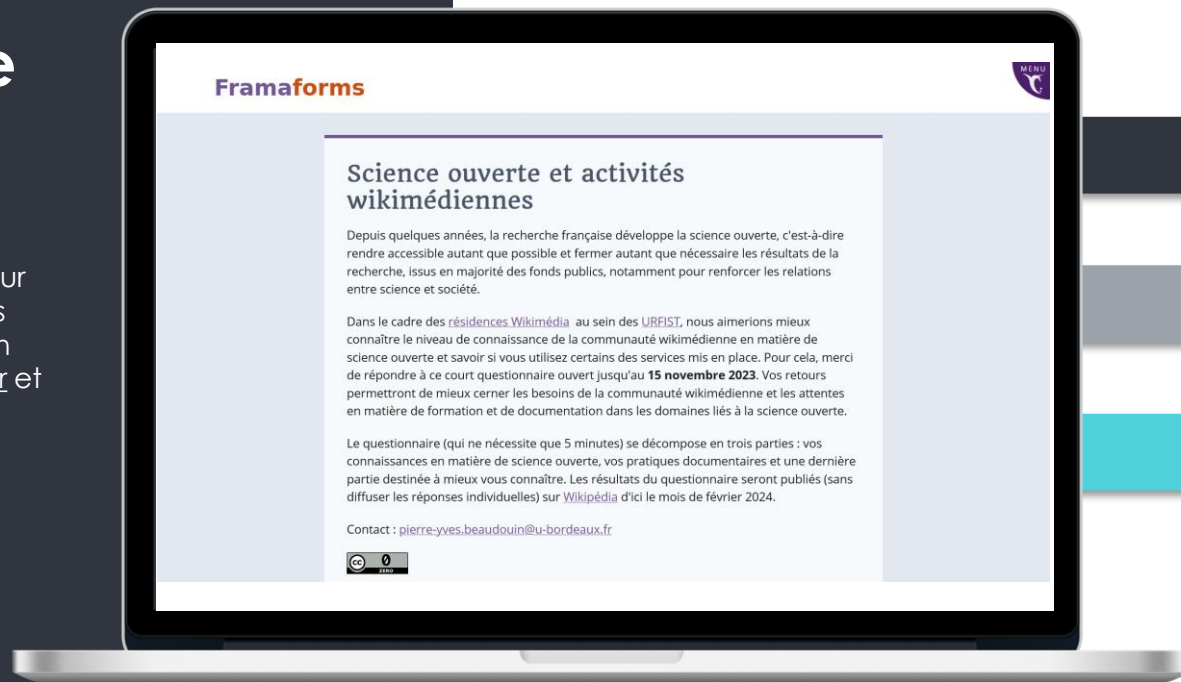 e
ur
s
n
r et
Framaforms
MENU
Science ouverte et activités
wikimédiennes
Depuis quelques années, la recherche française développe la science ouverte, c'est-à-dire
rendre accessible autant que possible et fermer autant que nécessaire les résultats de la
recherche, issus en majorité des fonds publics, notamment pour renforcer les relations
entre science et société.
Dans le cadre des résidences Wikimédia au sein des URFIST, nous aimerions mieux
connaître le niveau de connaissance de la communauté wikimédienne en matière de
science ouverte et savoir si vous utilisez certains des services mis en place. Pour cela, merci
de répondre à ce court questionnaire ouvert jusqu'au 15 novembre 2023. Vos retours
permettront de mieux cerner les besoins de la communauté wikimédienne et les attentes
en matière de formation et de documentation dans les domaines liés à la science ouverte.
Le questionnaire (qui ne nécessite que 5 minutes) se décompose en trois parties : vos
connaissances en matière de science ouverte, vos pratiques documentaires et une dernière
partie destinée à mieux vous connaître. Les résultats du questionnaire seront publiés (sans
diffuser les réponses individuelles) sur Wikipédia d'ici le mois de février 2024.
Contact : pierre-yves.beaudouin@u-bordeaux.fr
cc 0
ZERO